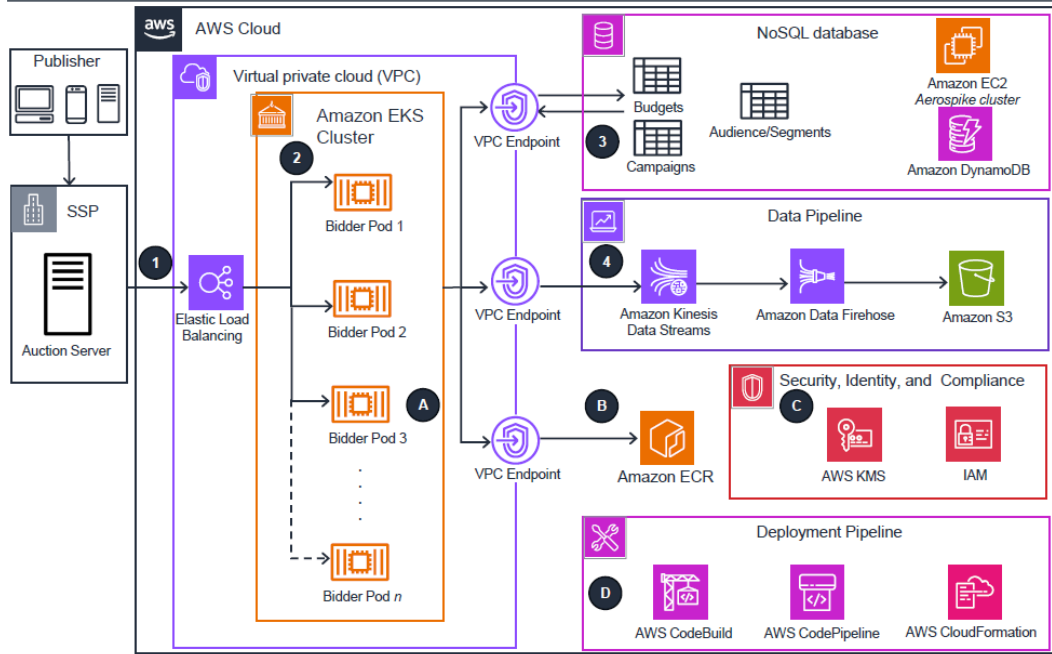 aws
AWS Cloud
Publisher
SSP
Auction Server
1
Virtual private cloud (VPC)
Elastic Load
Balancing
Amazon EKS
Cluster
2
Bidder Pod 1
Bidder Pod 2
Bidder Pod 3
A
Bidder Pod n
VPC Endpoint
VPC Endpoint
VPC Endpoint
NoSQL database
Budgets
3
Campaigns
Audience/Segments
Amazon EC2
Aerospike cluster
Amazon DynamoDB
Data Pipeline
4
Amazon Kinesis
Data Streams
Amazon Data Firehose
Amazon S3
B
Amazon ECR
Security, Identity, and Compliance
C
AWS KMS
IAM
Deployment Pipeline
D
AWS CodeBuild
AWS CodePipeline
AWS CloudFormation